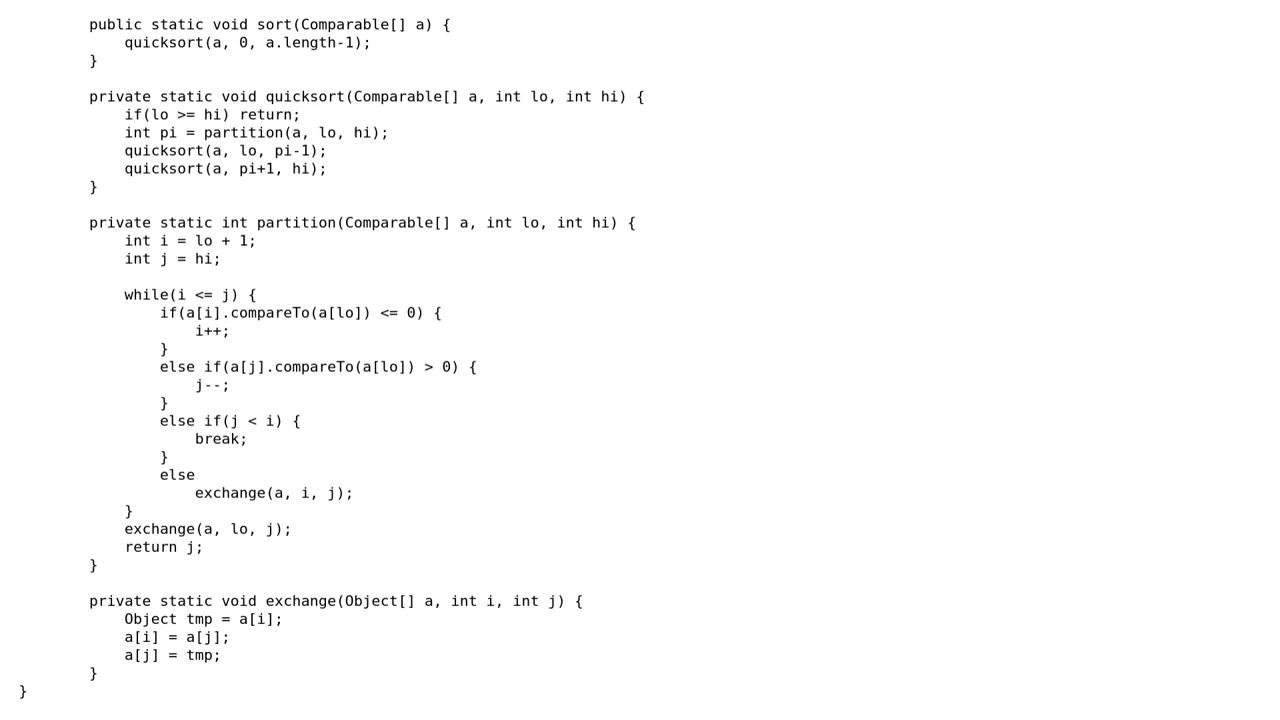 public static void sort(Comparable[] a) {
quicksort(a, 0, a.length-1);
}
private static void quicksort(Comparable[] a, int lo, int hi) {
if(lo >= hi) return;
int pi = partition(a, lo, hi);
quicksort(a, lo, pi-1);
quicksort(a, pi+1, hi);
}
private static int partition(Comparable[] a, int lo, int hi) {
int i = lo + 1;
int j = hi;
while(i <= j) {
if(a[i].compareTo(a[lo]) <= 0) {
i++;
}
else if(a[j].compareTo(a[lo]) > 0) {
j--;
}
else if(j < i) {
break;
}
else
exchange(a, i, j);
}
exchange(a, lo, j);
return j;
}
private static void exchange(Object[] a, int i, int j) {
Object tmp = a[i];
a[i] = a[j];
a[j] = tmp;
}
}